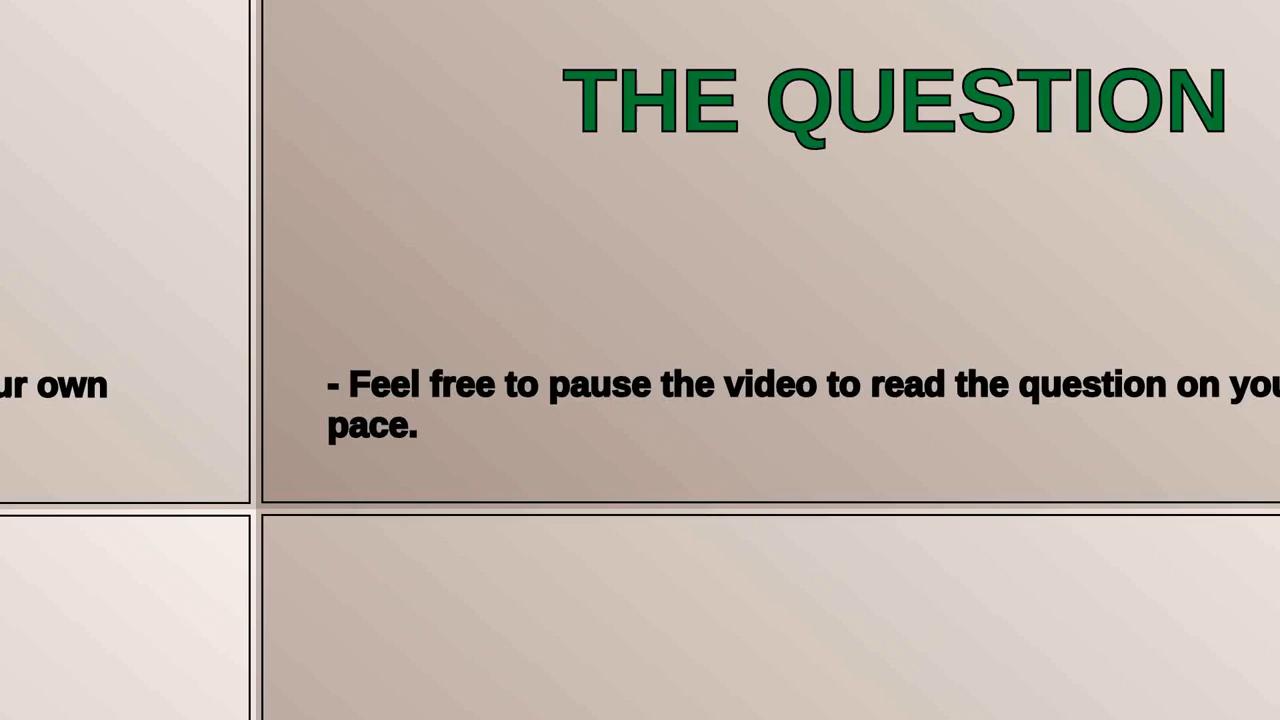 THE QUESTION
ur own
- Feel free to pause the video to read the question on you
pace.